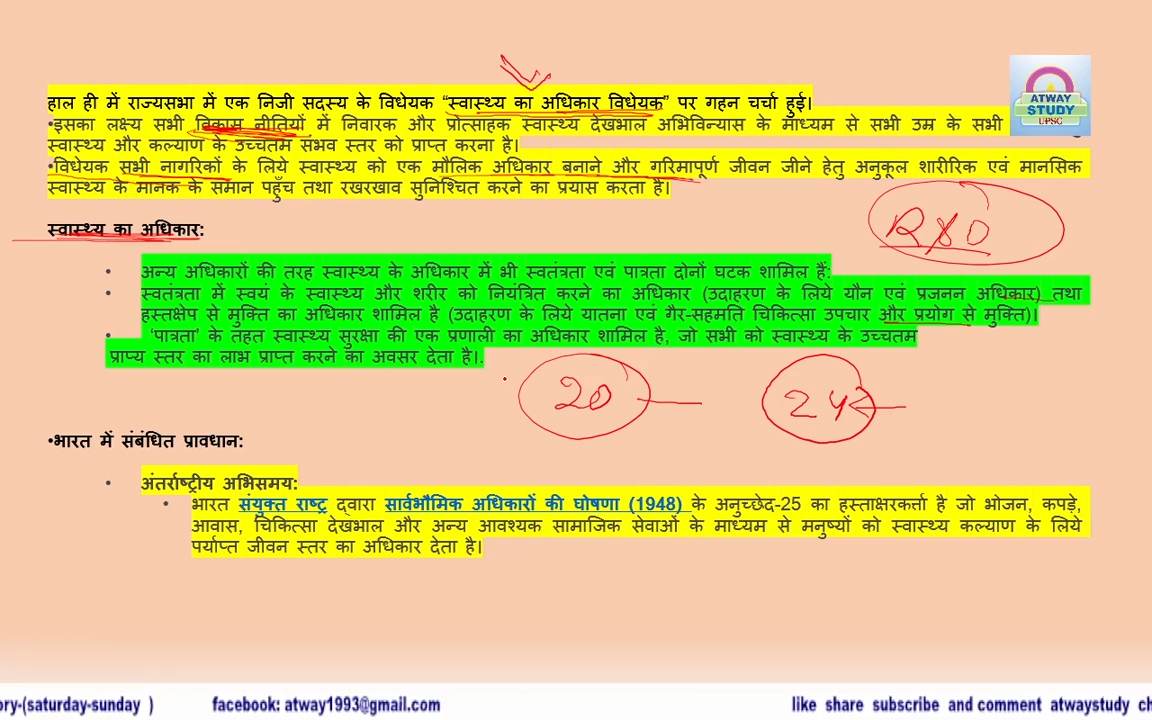 हाल ही में राज्यसभा में एक निजी सदस्य के विधेयक “स्वास्थ्य का अधिकार विधेयक” पर गहन चर्चा हुई।
•इसका लक्ष्य सभी विकास नीतियों में निवारक और प्रोत्साहक स्वास्थ्य देखभाल अभिविन्यास के माध्यम से सभी उम्र के सभी
स्वास्थ्य और कल्याण के उच्चतम संभव स्तर को प्राप्त करना है।
•विधेयक सभी नागरिकों के लिये स्वास्थ्य को एक मौलिक अधिकार बनाने और गरिमापूर्ण जीवन जीने हेतु अनुकूल शारीरिक एवं मानसिक
स्वास्थ्य के मानक के समान पहुँच तथा रखरखाव सुनिश्चित करने का प्रयास करता है।
ATWAY
STUDY
UPSC
स्वास्थ्य का अधिकार:
• अन्य अधिकारों की तरह स्वास्थ्य के अधिकार में भी स्वतंत्रता एवं पात्रता दोनों घटक शामिल हैं:
• स्वतंत्रता में स्वयं के स्वास्थ्य और शरीर को नियंत्रित करने का अधिकार (उदाहरण के लिये यौन एवं प्रजनन अधिकार) तथा
हस्तक्षेप से मुक्ति का अधिकार शामिल है (उदाहरण के लिये यातना एवं गैर-सहमति चिकित्सा उपचार और प्रयोग से मुक्ति)।
• ‘पात्रता’ के तहत स्वास्थ्य सुरक्षा की एक प्रणाली का अधिकार शामिल है, जो सभी को स्वास्थ्य के उच्चतम
प्राप्य स्तर का लाभ प्राप्त करने का अवसर देता है।.
20
•भारत में संबंधित प्रावधान:
• अंतर्राष्ट्रीय अभिसमय:
• भारत संयुक्त राष्ट्र द्वारा सार्वभौमिक अधिकारों की घोषणा (1948) के अनुच्छेद-25 का हस्ताक्षरकर्त्ता है जो भोजन, कपड़े,
आवास, चिकित्सा देखभाल और अन्य आवश्यक सामाजिक सेवाओं के माध्यम से मनुष्यों को स्वास्थ्य कल्याण के लिये
पर्याप्त जीवन स्तर का अधिकार देता है।
ory-(saturday-sunday ) facebook: atway1993@gmail.com like share subscribe and comment atwaystudy ch